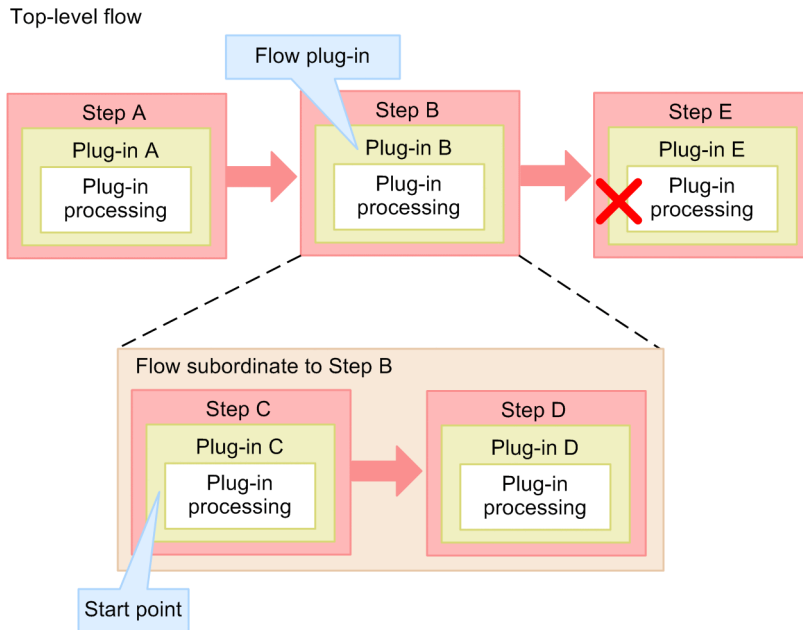 Top-level flow
Flow plug-in
Step A
Plug-in A
Plug-in
processing
Step B
Plug-in B
Plug-in
processing
Step E
Plug-in E
Plug-in
processing
Flow subordinate to Step B
Step C
Plug-in C
Plug-in
processing
Step D
Plug-in D
Plug-in
processing
Start point